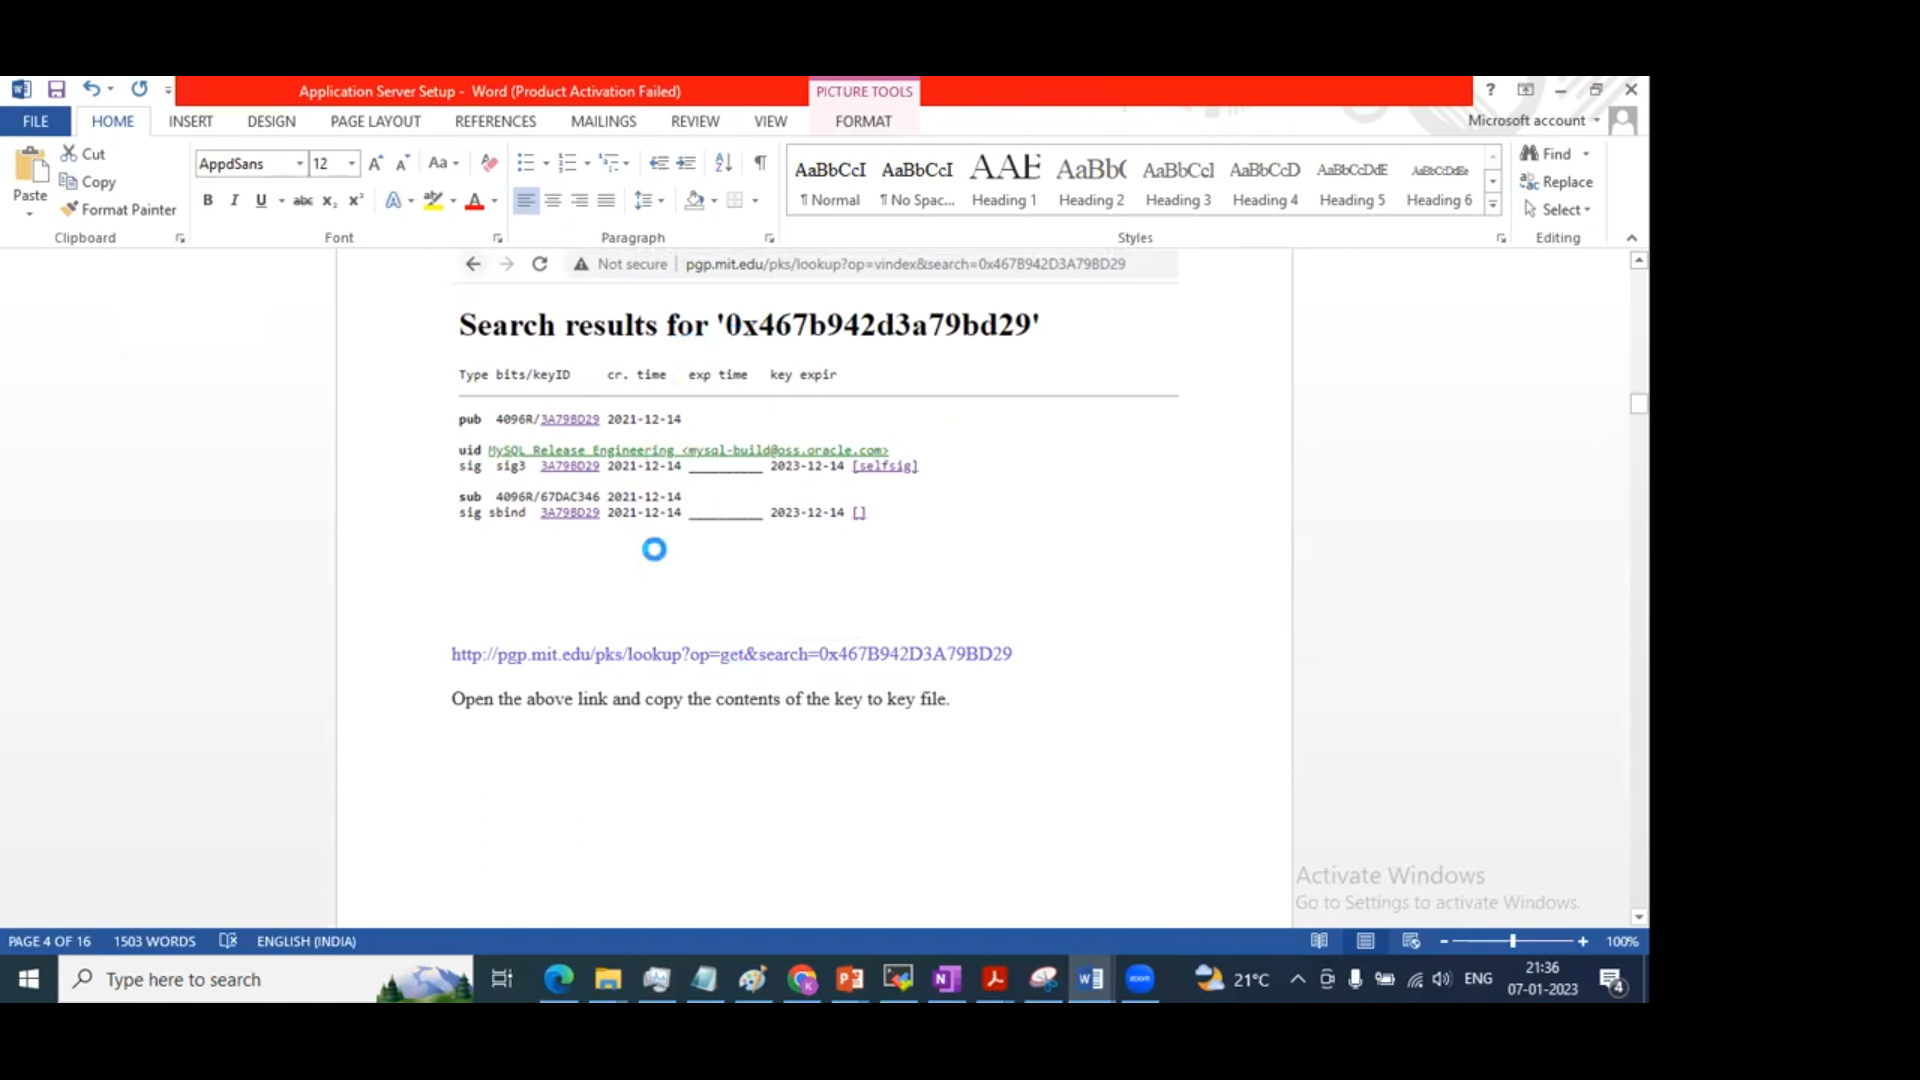 Application Server Setup - Word (Product Activation Failed)
PICTURE TOOLS
?
FILE
HOME
INSERT
DESIGN
PAGE LAYOUT
REFERENCES
MAILINGS
REVIEW
VIEW
FORMAT
Microsoft account
Paste
Cut
Copy
Format Painter
Clipboard
AppdSans
12
Aa
B I U abc X₂ X²
Font
Paragraph
AaBbCcI AaBbCcI AAE AaBb( AaBbCcI AaBbCcD AaBbCcDdE AaBbCcDdEe
¶ Normal ¶ No Spac... Heading 1 Heading 2 Heading 3 Heading 4 Heading 5 Heading 6
Styles
Find
Replace
Select
Editing
Not secure | pgp.mit.edu/pks/lookup?op=vindex&search=0x467B942D3A79BD29
Search results for '0x467b942d3a79bd29'
Type bits/keyID cr. time exp time key expir
pub 4096R/3A79BD29 2021-12-14
uid MySQL Release Engineering <mysql-build@oss.oracle.com>
sig sig3 3A79BD29 2021-12-14 __________ 2023-12-14 [selfsig]
sub 4096R/67DAC346 2021-12-14
sig sbind 3A79BD29 2021-12-14 __________ 2023-12-14 []
http://pgp.mit.edu/pks/lookup?op=get&search=0x467B942D3A79BD29
Open the above link and copy the contents of the key to key file.
Activate Windows
Go to Settings to activate Windows.
PAGE 4 OF 16 1503 WORDS ENGLISH (INDIA)
100%
Type here to search
zoom
21°C
ENG
21:36
07-01-2023
4